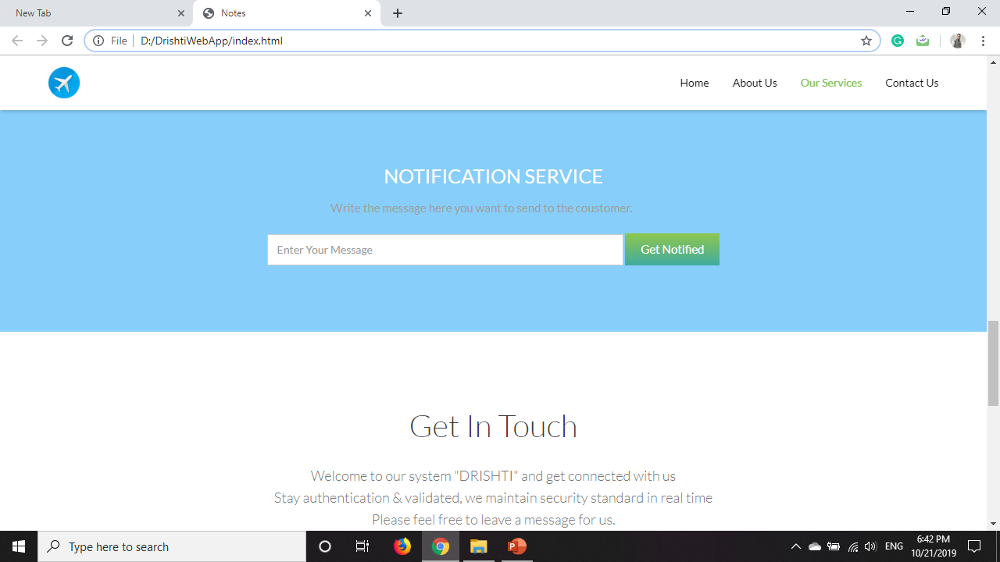 New Tab
Notes
File D:/DrishtiWebApp/index.html
Home About Us Our Services Contact Us
NOTIFICATION SERVICE
Write the message here you want to send to the coustomer.
Enter Your Message Get Notified
Get In Touch
Welcome to our system "DRISHTI" and get connected with us
Stay authentication & validated, we maintain security standard in real time
Please feel free to leave a message for us.
Type here to search
ENG
6:42 PM
10/21/2019